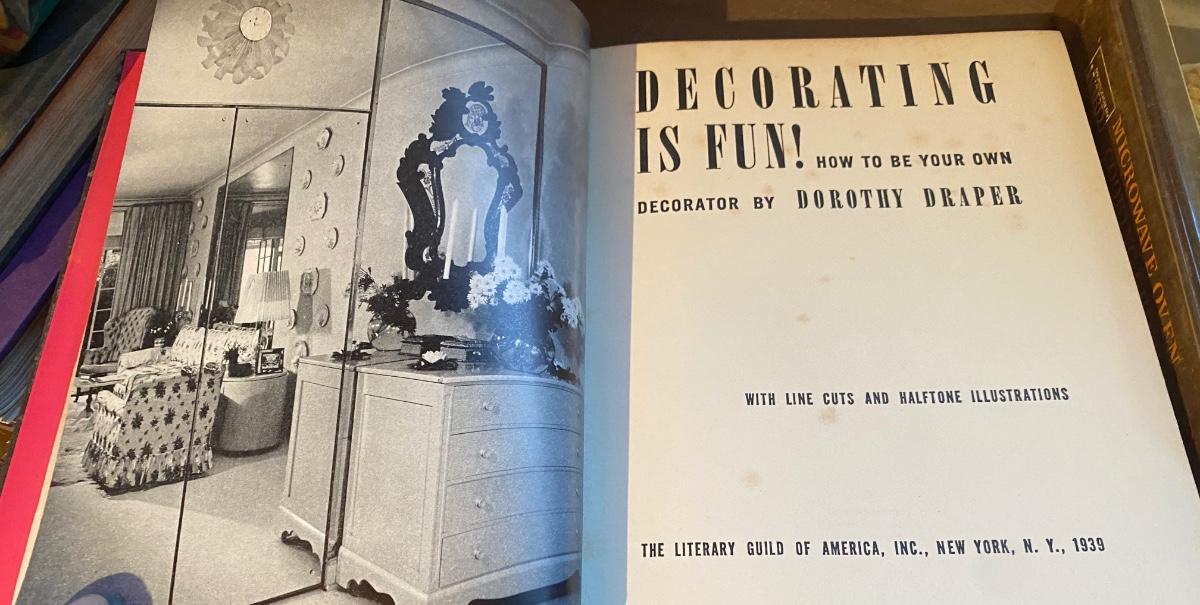 DECORATING
IS FUN! HOW TO BE YOUR OWN
DECORATOR BY DOROTHY DRAPER
WITH LINE CUTS AND HALFTONE ILLUSTRATIONS
THE LITERARY GUILD OF AMERICA, INC., NEW YORK, N. Y., 1939
MICROWAVE OVEN